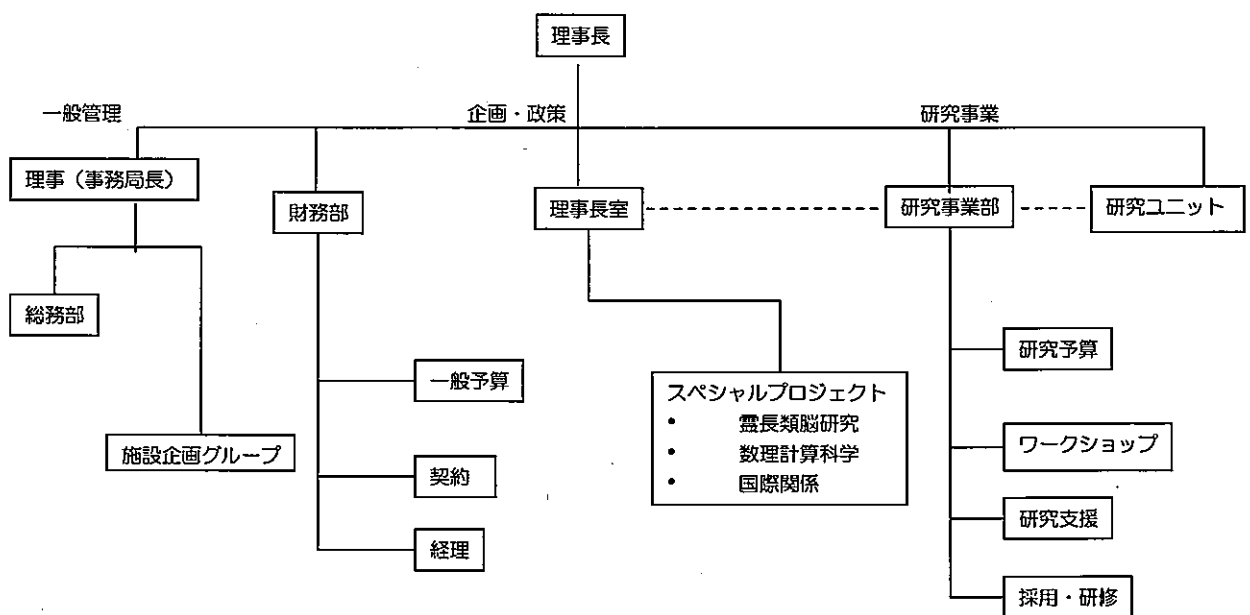 理事長
一般管理
企画・政策
研究事業
理事（事務局長）
財務部
理事長室
研究事業部
研究ユニット
総務部
施設企画グループ
一般予算
契約
経理
スペシャルプロジェクト
• 霊長類脳研究
• 数理計算科学
• 国際関係
研究予算
ワークショップ
研究支援
採用・研修